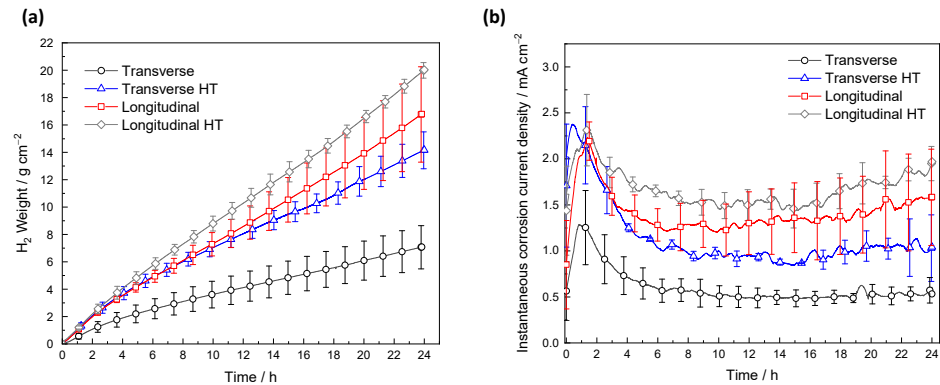 (a)
H₂ Weight / g cm⁻²
22
20
18
16
14
12
10
8
6
4
2
0
Transverse
Transverse HT
Longitudinal
Longitudinal HT
0 2 4 6 8 10 12 14 16 18 20 22 24
Time / h
(b)
Instantaneous corrosion current density / mA cm⁻²
3.0
2.5
2.0
1.5
1.0
0.5
0.0
Transverse
Transverse HT
Longitudinal
Longitudinal HT
0 2 4 6 8 10 12 14 16 18 20 22 24
Time / h